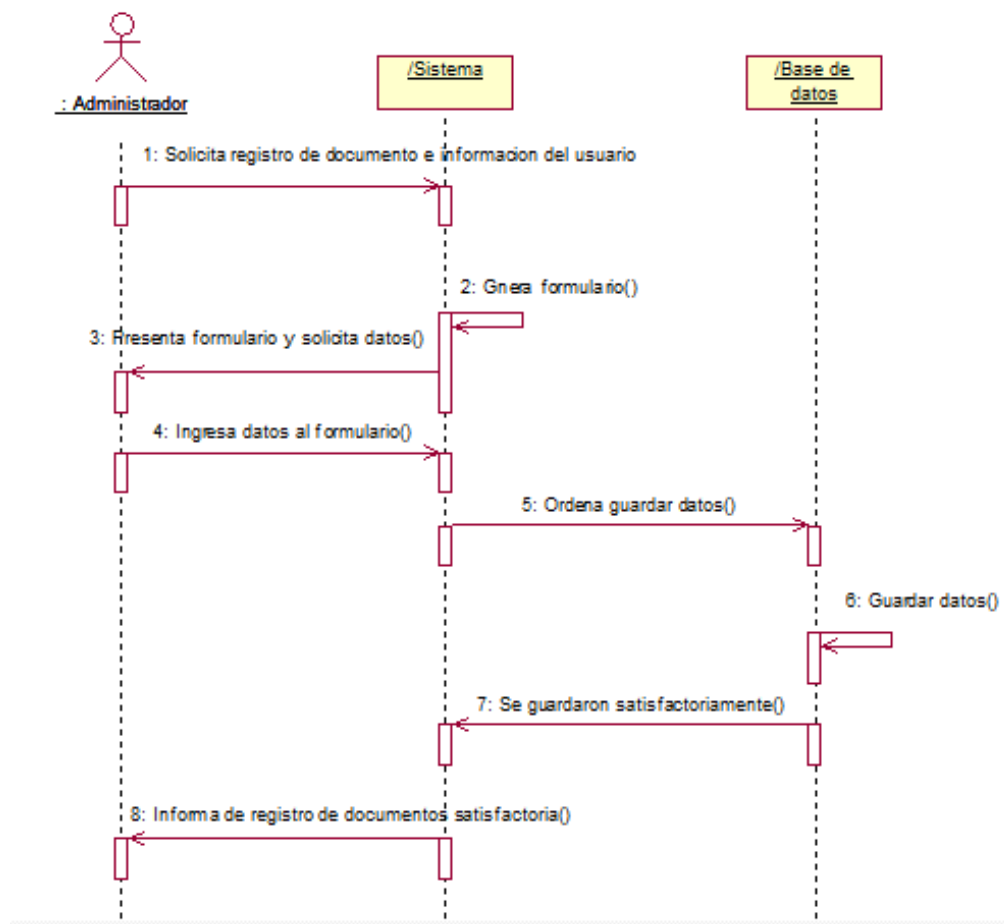 : Administrador
/Sistema
/Base de
datos
1: Solicita registro de documento e informacion del usuario
2: Gnera formulario()
3: Presenta formulario y solicita datos()
4: Ingresa datos al formulario()
5: Ordena guardar datos()
6: Guardar datos()
7: Se guardaron satisfactoriamente()
8: Informa de registro de documentos satisfactoria()